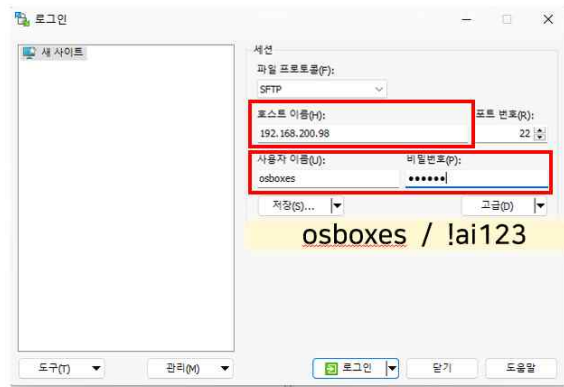 로그인
새 사이트
세션
파일 프로토콜(F):
SFTP
호스트 이름(H):
포트 번호(R):
192.168.200.98
22
사용자 이름(U):
비밀번호(P):
osboxes
••••••
저장(S)...
고급(D)
osboxes / !ai123
도구(T)
관리(M)
로그인
닫기
도움말